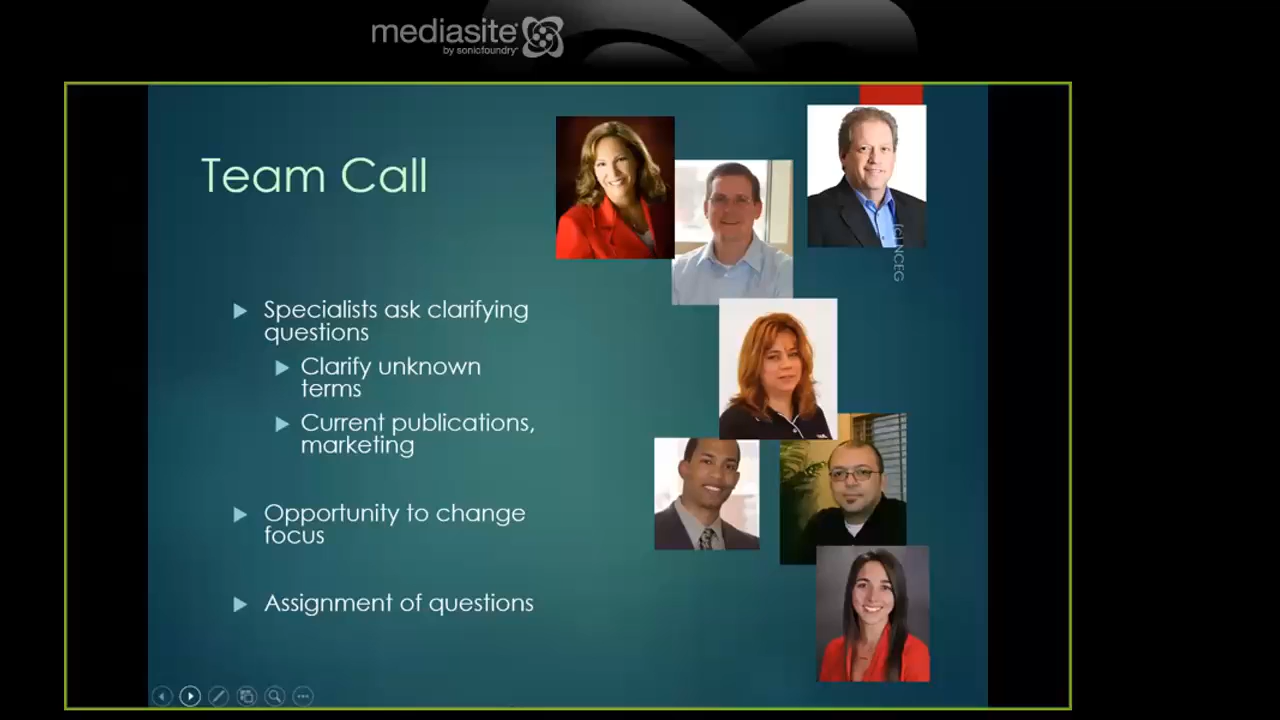 mediasite
by sonicfoundry
Team Call
(c) NCEG
Specialists ask clarifying
questions
Clarify unknown
terms
Current publications,
marketing
Opportunity to change
focus
Assignment of questions